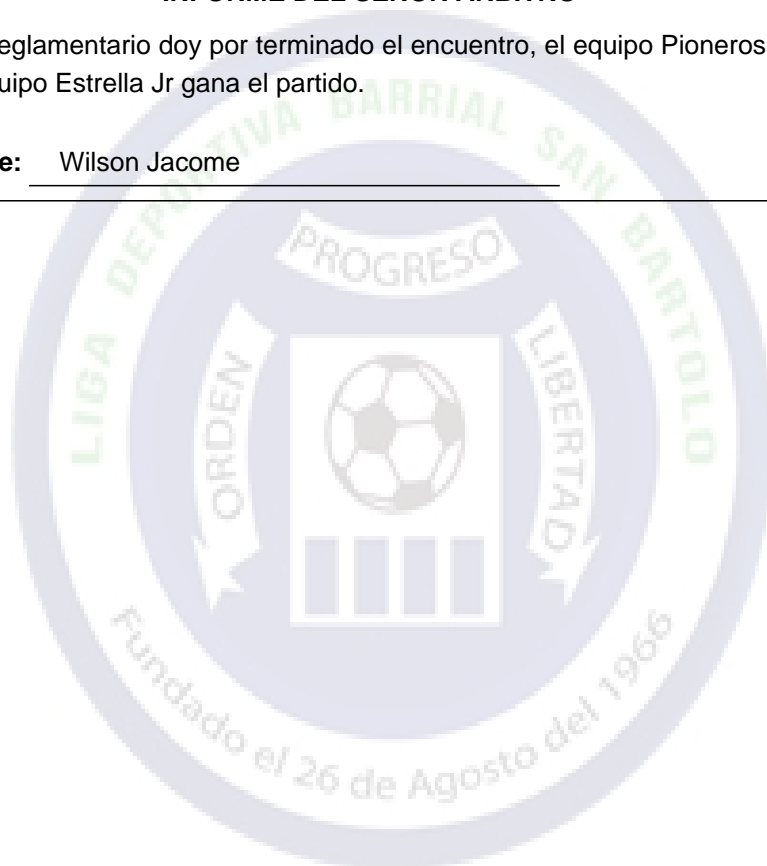 eglamentario doy por terminado el encuentro, el equipo Pioneros
uipo Estrella Jr gana el partido.
e: Wilson Jacome
LIGA DEPORTIVA BARRIAL SAN BARTOLO
PROGRESO
ORDEN
LIBERTAD
Fundado el 26 de Agosto del 1966